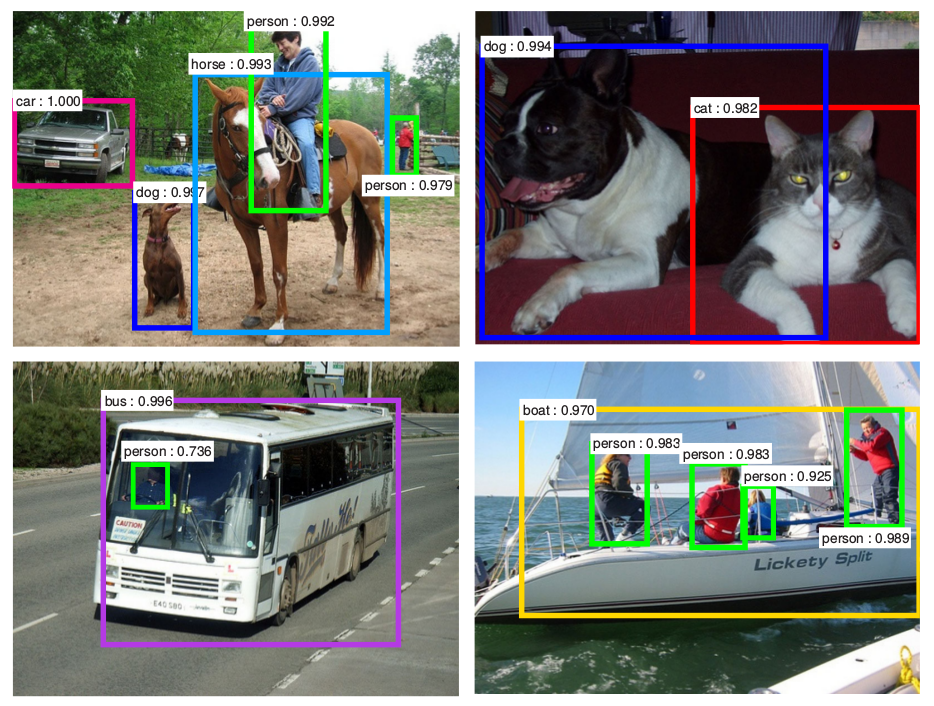 person : 0.992
horse : 0.993
car : 1.000
dog : 0.997
person : 0.979
dog : 0.994
cat : 0.982
bus : 0.996
person : 0.736
CAUTION
L
E40 SBO
boat : 0.970
person : 0.983
person : 0.983
person : 0.925
person : 0.989
Lickety Split